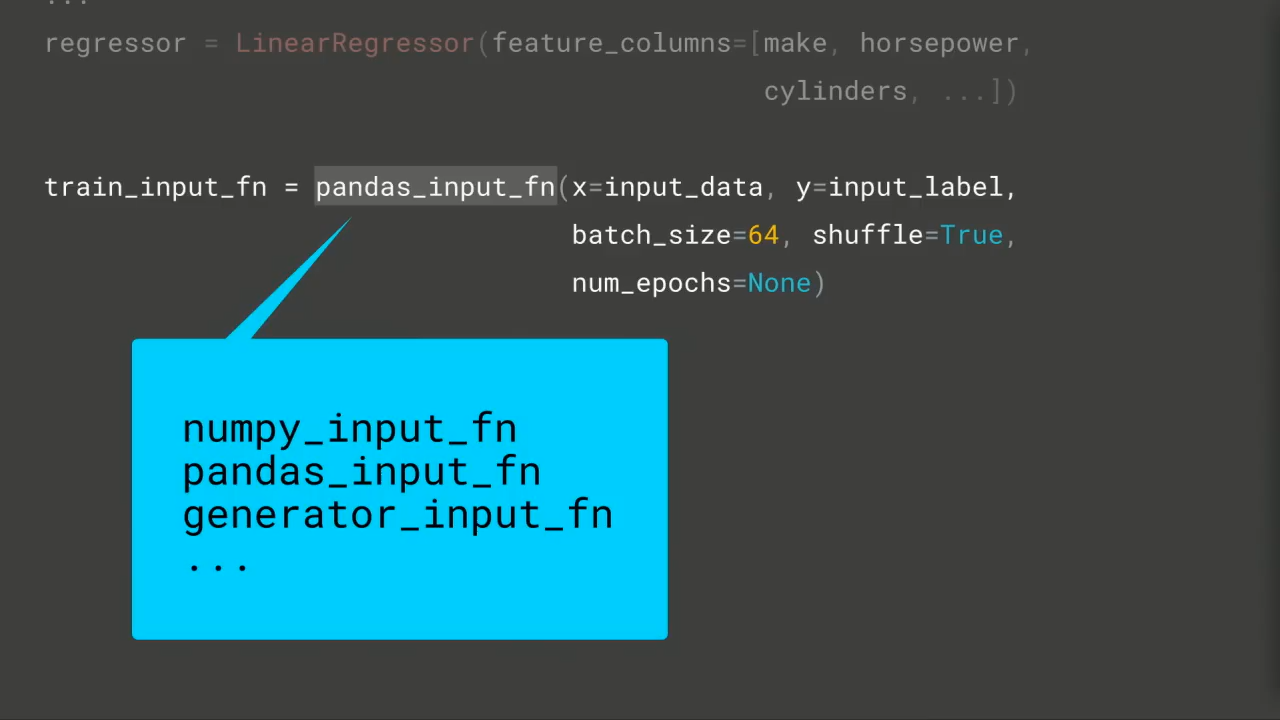 ...
regressor = LinearRegressor(feature_columns=[make, horsepower,
cylinders, ...])
train_input_fn = pandas_input_fn(x=input_data, y=input_label,
batch_size=64, shuffle=True,
num_epochs=None)
numpy_input_fn
pandas_input_fn
generator_input_fn
...